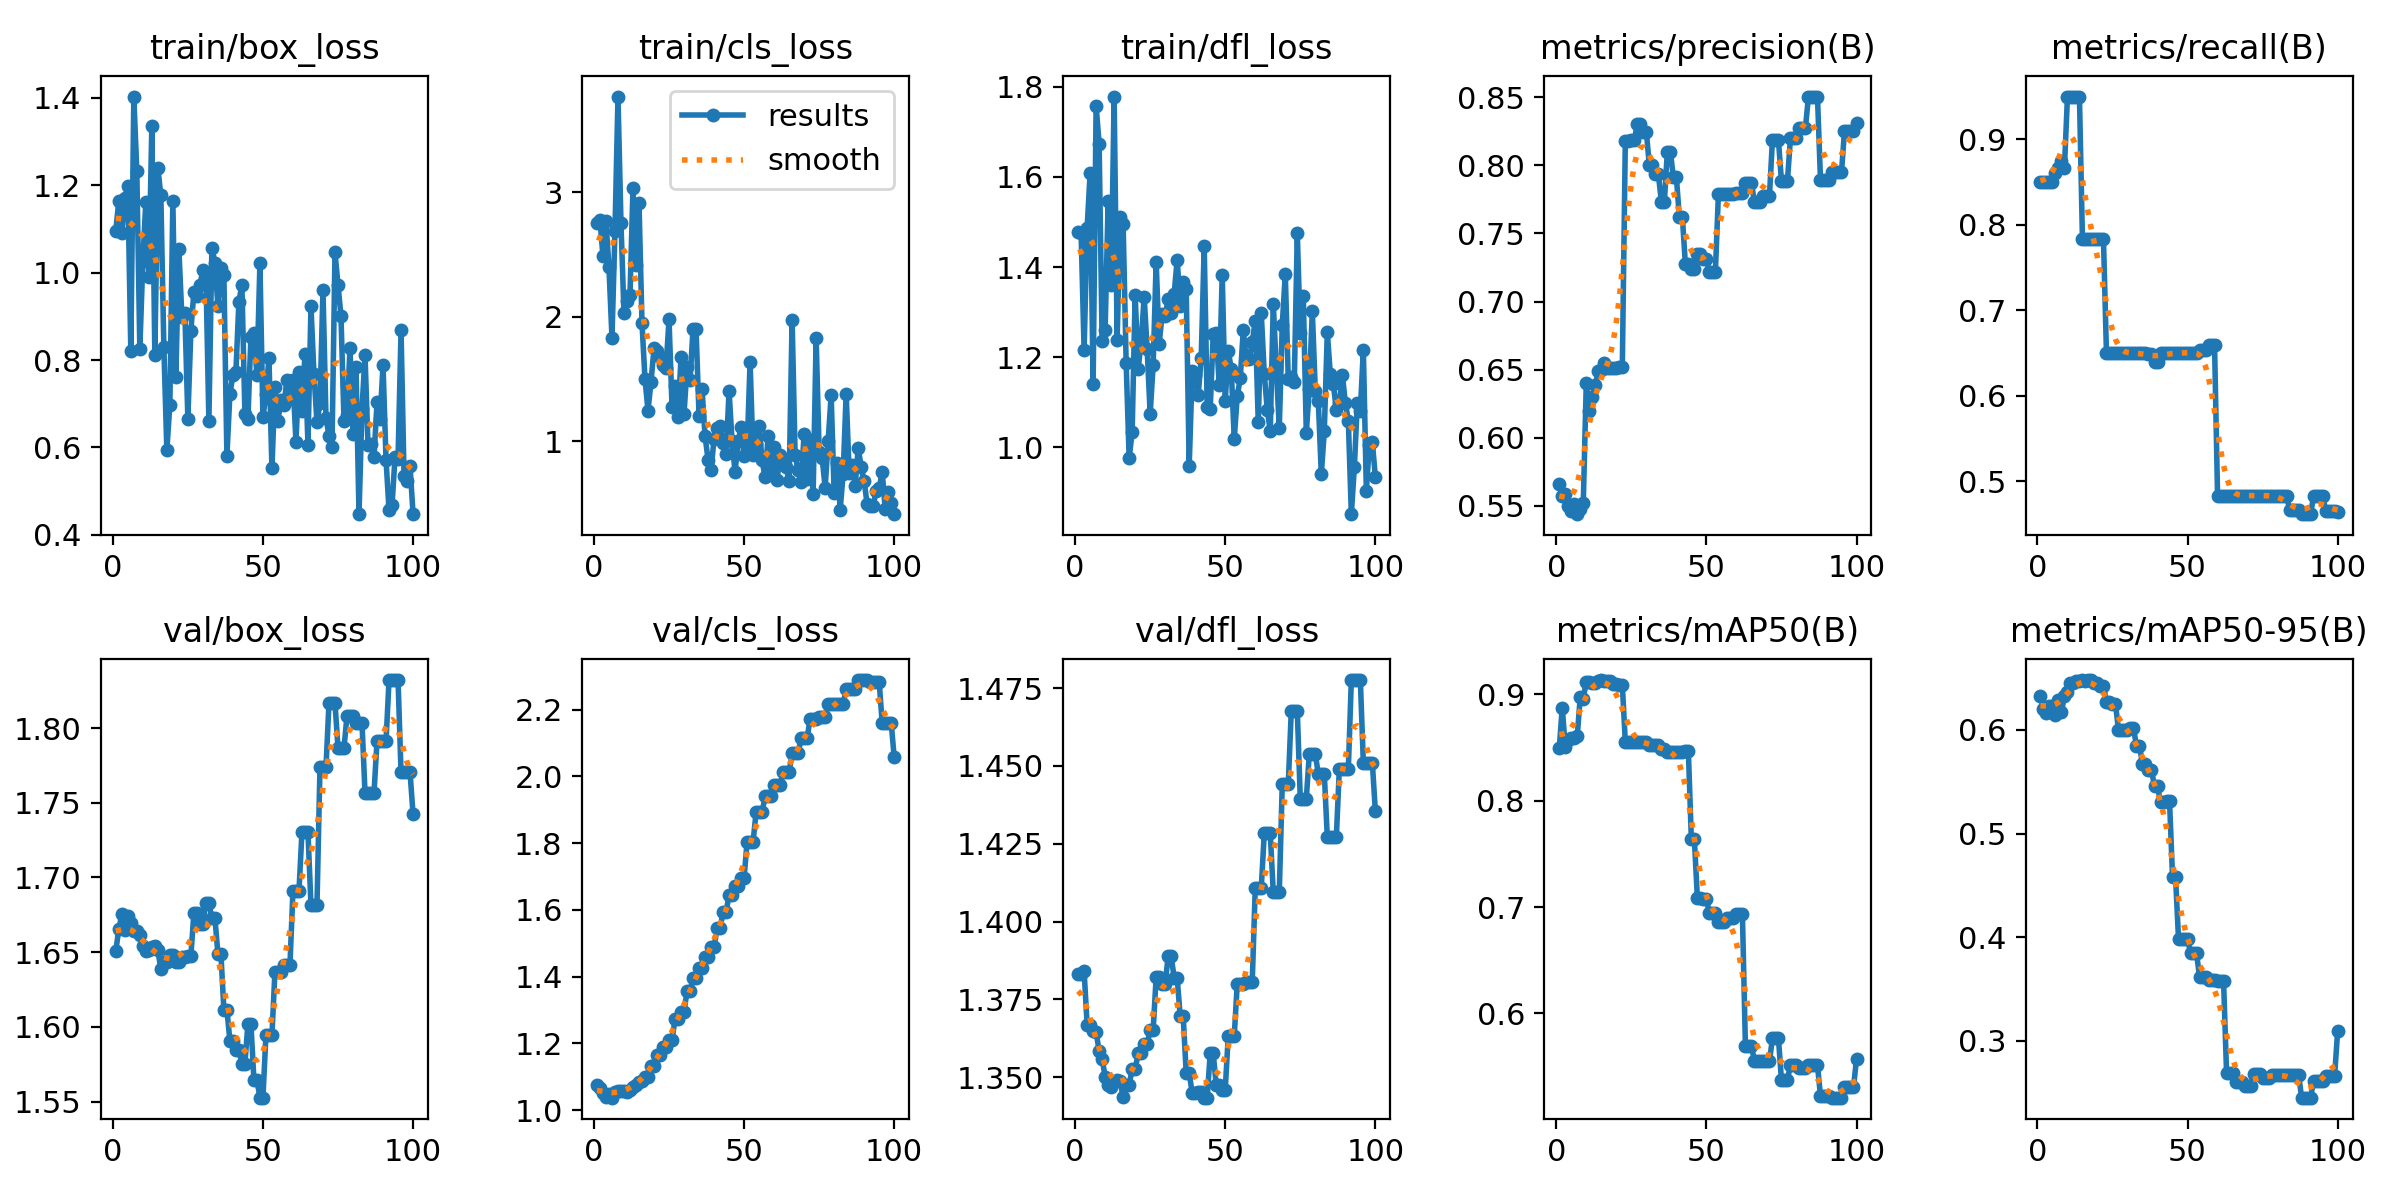 train/box_loss
1.4
1.2
1.0
0.8
0.6
0.4
0 50 100
train/cls_loss
results
smooth
3
2
1
0 50 100
train/dfl_loss
1.8
1.6
1.4
1.2
1.0
0 50 100
metrics/precision(B)
0.85
0.80
0.75
0.70
0.65
0.60
0.55
0 50 100
metrics/recall(B)
0.9
0.8
0.7
0.6
0.5
0 50 100
val/box_loss
1.80
1.75
1.70
1.65
1.60
1.55
0 50 100
val/cls_loss
2.2
2.0
1.8
1.6
1.4
1.2
1.0
0 50 100
val/dfl_loss
1.475
1.450
1.425
1.400
1.375
1.350
0 50 100
metrics/mAP50(B)
0.9
0.8
0.7
0.6
0 50 100
metrics/mAP50-95(B)
0.6
0.5
0.4
0.3
0 50 100